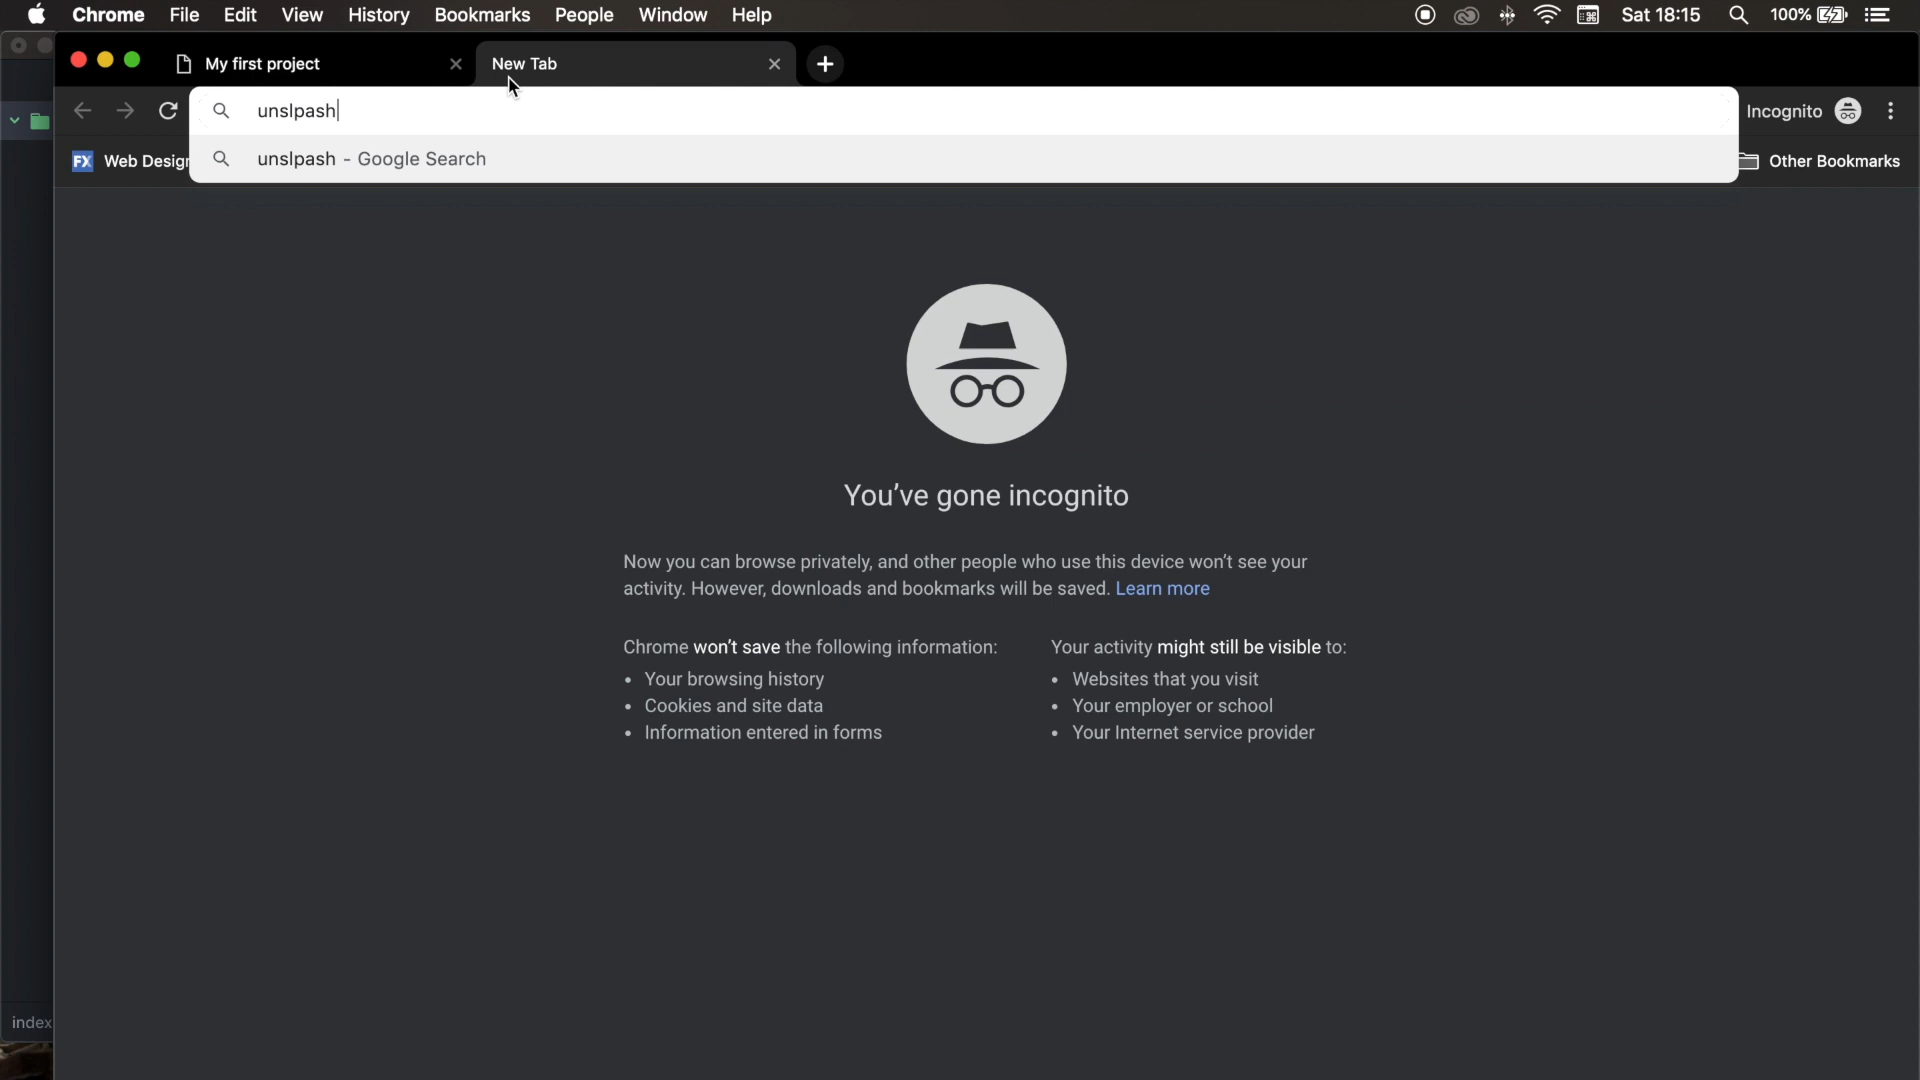 Chrome File Edit View History Bookmarks People Window Help Sat 18:15 100%
My first project New Tab
unslpash Incognito
FX Web Design unslpash - Google Search Other Bookmarks
You've gone incognito
Now you can browse privately, and other people who use this device won't see your
activity. However, downloads and bookmarks will be saved. Learn more
Chrome won't save the following information:
• Your browsing history
• Cookies and site data
• Information entered in forms
Your activity might still be visible to:
• Websites that you visit
• Your employer or school
• Your Internet service provider
index